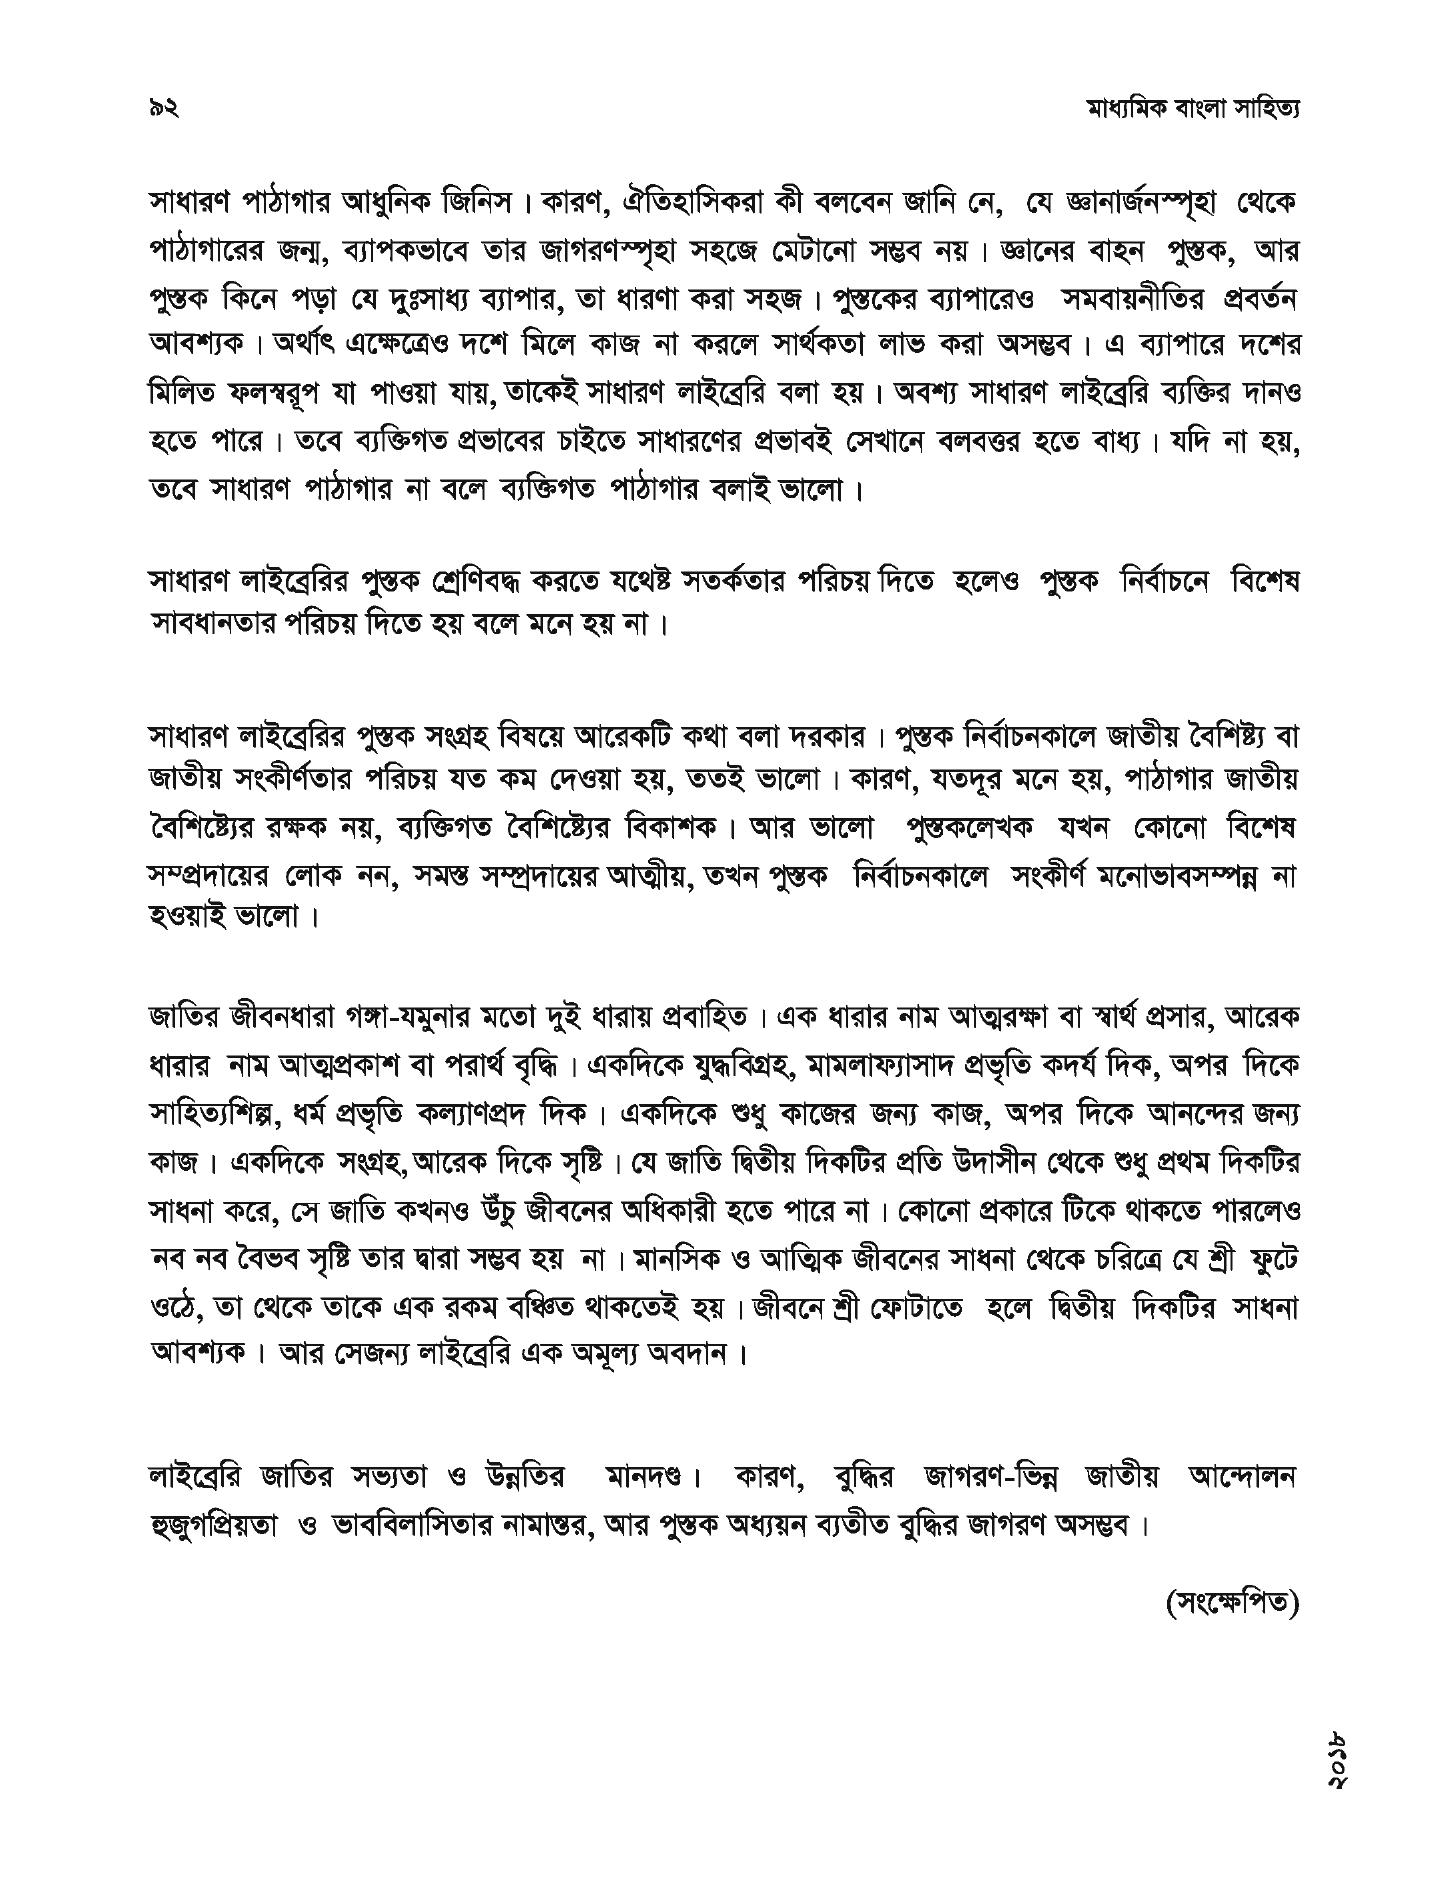 ৯২
মাধ্যমিক বাংলা সাহিত্য
সাধারণ পাঠাগার আধুনিক জিনিস। কারণ, ঐতিহাসিকরা কী বলবেন জানি নে, যে জ্ঞানার্জনস্পৃহা থেকে
পাঠাগারের জন্ম, ব্যাপকভাবে তার জাগরণস্পৃহা সহজে মেটানো সম্ভব নয়। জ্ঞানের বাহন পুস্তক, আর
পুস্তক কিনে পড়া যে দুঃসাধ্য ব্যাপার, তা ধারণা করা সহজ। পুস্তকের ব্যাপারেও সমবায়নীতির প্রবর্তন
আবশ্যক। অর্থাৎ এক্ষেত্রেও দশে মিলে কাজ না করলে সার্থকতা লাভ করা অসম্ভব। এ ব্যাপারে দশের
মিলিত ফলস্বরূপ যা পাওয়া যায়, তাকেই সাধারণ লাইব্রেরি বলা হয়। অবশ্য সাধারণ লাইব্রেরি ব্যক্তির দানও
হতে পারে। তবে ব্যক্তিগত প্রভাবের চাইতে সাধারণের প্রভাবই সেখানে বলবত্তর হতে বাধ্য। যদি না হয়,
তবে সাধারণ পাঠাগার না বলে ব্যক্তিগত পাঠাগার বলাই ভালো।
সাধারণ লাইব্রেরির পুস্তক শ্রেণিবদ্ধ করতে যথেষ্ট সতর্কতার পরিচয় দিতে হলেও পুস্তক নির্বাচনে বিশেষ
সাবধানতার পরিচয় দিতে হয় বলে মনে হয় না।
সাধারণ লাইব্রেরির পুস্তক সংগ্রহ বিষয়ে আরেকটি কথা বলা দরকার। পুস্তক নির্বাচনকালে জাতীয় বৈশিষ্ট্য বা
জাতীয় সংকীর্ণতার পরিচয় যত কম দেওয়া হয়, ততই ভালো। কারণ, যতদূর মনে হয়, পাঠাগার জাতীয়
বৈশিষ্ট্যের রক্ষক নয়, ব্যক্তিগত বৈশিষ্ট্যের বিকাশক। আর ভালো পুস্তকলেখক যখন কোনো বিশেষ
সম্প্রদায়ের লোক নন, সমস্ত সম্প্রদায়ের আত্মীয়, তখন পুস্তক নির্বাচনকালে সংকীর্ণ মনোভাবসম্পন্ন না
হওয়াই ভালো।
জাতির জীবনধারা গঙ্গা-যমুনার মতো দুই ধারায় প্রবাহিত। এক ধারার নাম আত্মরক্ষা বা স্বার্থ প্রসার, আরেক
ধারার নাম আত্মপ্রকাশ বা পরার্থ বৃদ্ধি। একদিকে যুদ্ধবিগ্রহ, মামলাফ্যাসাদ প্রভৃতি কদর্য দিক, অপর দিকে
সাহিত্যশিল্প, ধর্ম প্রভৃতি কল্যাণপ্রদ দিক। একদিকে শুধু কাজের জন্য কাজ, অপর দিকে আনন্দের জন্য
কাজ। একদিকে সংগ্রহ, আরেক দিকে সৃষ্টি। যে জাতি দ্বিতীয় দিকটির প্রতি উদাসীন থেকে শুধু প্রথম দিকটির
সাধনা করে, সে জাতি কখনও উঁচু জীবনের অধিকারী হতে পারে না। কোনো প্রকারে টিকে থাকতে পারলেও
নব নব বৈভব সৃষ্টি তার দ্বারা সম্ভব হয় না। মানসিক ও আত্মিক জীবনের সাধনা থেকে চরিত্রে যে শ্রী ফুটে
ওঠে, তা থেকে তাকে এক রকম বঞ্চিত থাকতেই হয়। জীবনে শ্রী ফোটাতে হলে দ্বিতীয় দিকটির সাধনা
আবশ্যক। আর সেজন্য লাইব্রেরি এক অমূল্য অবদান।
লাইব্রেরি জাতির সভ্যতা ও উন্নতির মানদণ্ড। কারণ, বুদ্ধির জাগরণ-ভিন্ন জাতীয় আন্দোলন
হুজুগপ্রিয়তা ও ভাববিলাসিতার নামান্তর, আর পুস্তক অধ্যয়ন ব্যতীত বুদ্ধির জাগরণ অসম্ভব।
(সংক্ষেপিত)
২০১৮